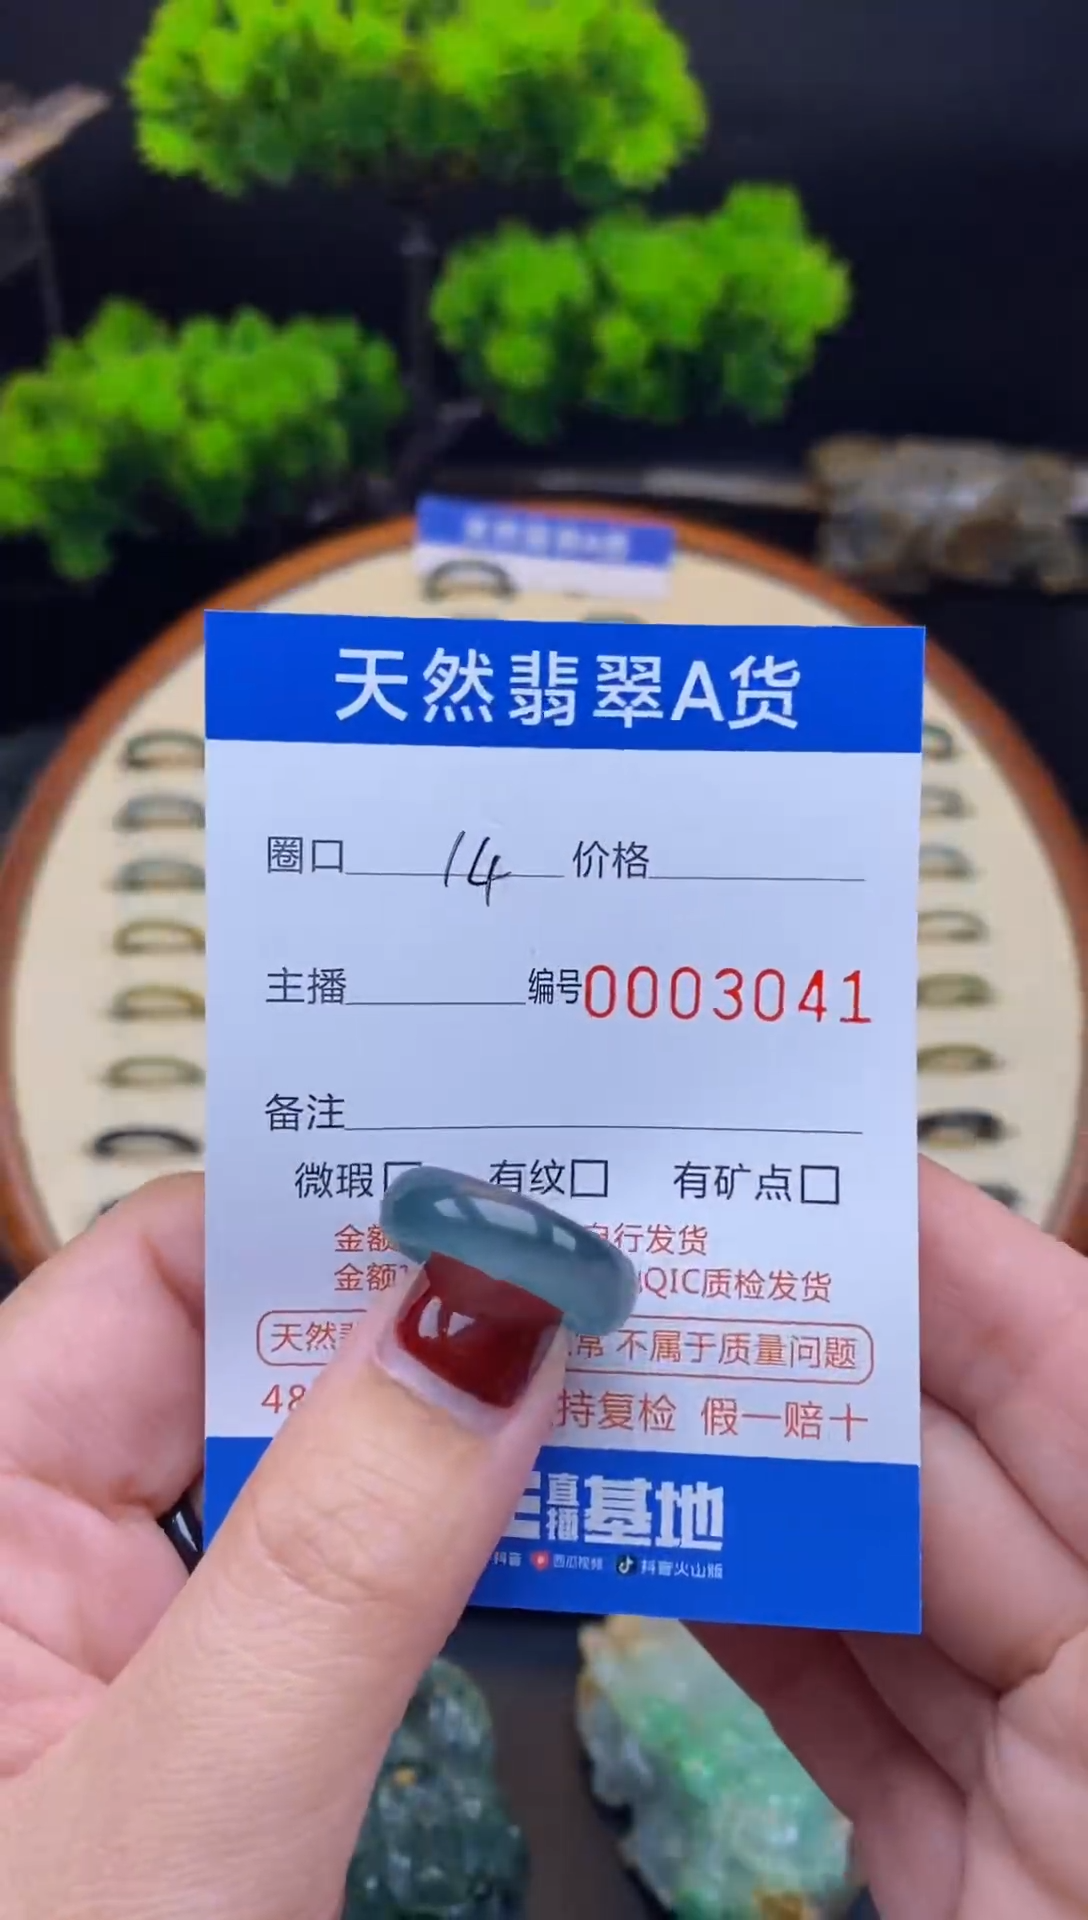 天然翡翠A货
圈口 14 价格
主播 编号0003041
备注
微瑕 有纹 有矿点
金额 自行发货
金额 QIC质检发货
天然 常 不属于质量问题
48 持复检 假一赔十
直播基地
抖音 西瓜视频 抖音火山版